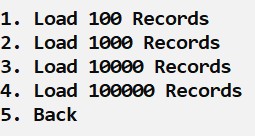 1. Load 100 Records
2. Load 1000 Records
3. Load 10000 Records
4. Load 100000 Records
5. Back